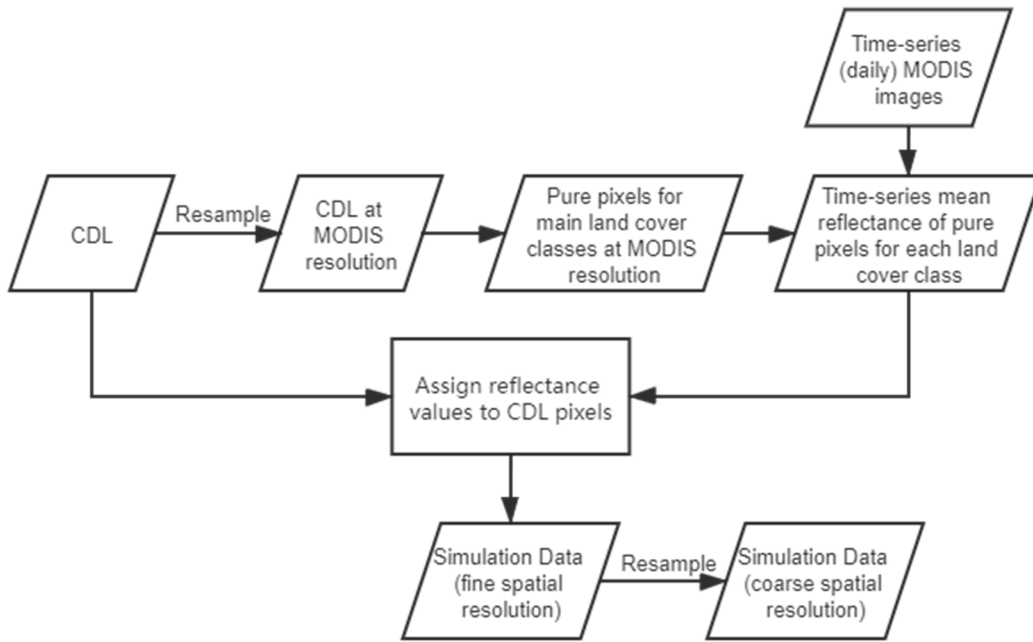 Time-series
(daily) MODIS
images
CDL
Resample
CDL at
MODIS
resolution
Pure pixels for
main land cover
classes at MODIS
resolution
Time-series mean
reflectance of pure
pixels for each land
cover class
Assign reflectance
values to CDL pixels
Simulation Data
(fine spatial
resolution)
Resample
Simulation Data
(coarse spatial
resolution)